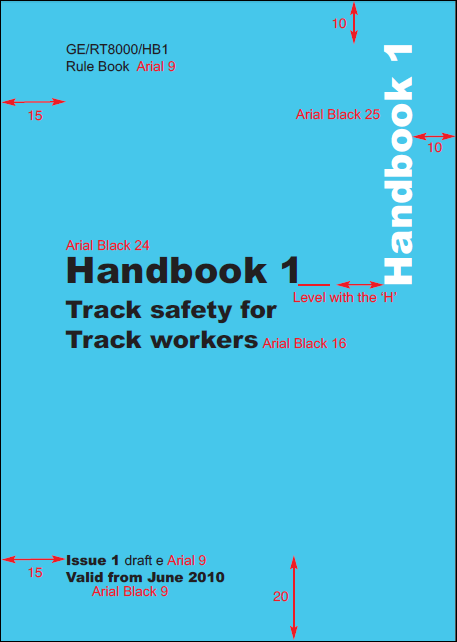 10
GE/RT8000/HB1
Rule Book Arial 9
15
Arial Black 25
Handbook 1
10
Arial Black 24
Handbook 1
Level with the 'H'
Track safety for
Track workers Arial Black 16
Issue 1 draft e Arial 9
15
Valid from June 2010
Arial Black 9
20